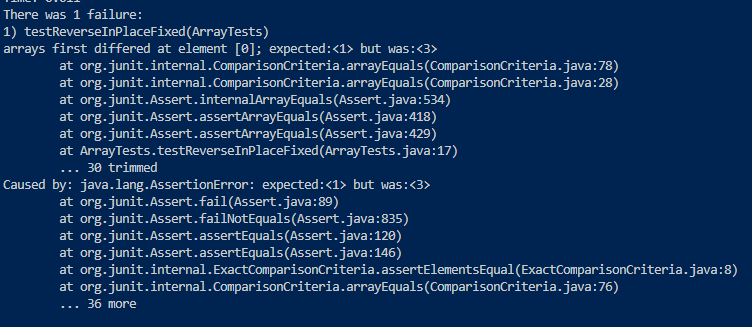 There was 1 failure:
1) testReverseInPlaceFixed(ArrayTests)
arrays first differed at element [0]; expected:<1> but was:<3>
        at org.junit.internal.ComparisonCriteria.arrayEquals(ComparisonCriteria.java:78)
        at org.junit.internal.ComparisonCriteria.arrayEquals(ComparisonCriteria.java:28)
        at org.junit.Assert.internalArrayEquals(Assert.java:534)
        at org.junit.Assert.assertArrayEquals(Assert.java:418)
        at org.junit.Assert.assertArrayEquals(Assert.java:429)
        at ArrayTests.testReverseInPlaceFixed(ArrayTests.java:17)
        ... 30 trimmed
Caused by: java.lang.AssertionError: expected:<1> but was:<3>
        at org.junit.Assert.fail(Assert.java:89)
        at org.junit.Assert.failNotEquals(Assert.java:835)
        at org.junit.Assert.assertEquals(Assert.java:120)
        at org.junit.Assert.assertEquals(Assert.java:146)
        at org.junit.internal.ExactComparisonCriteria.assertElementsEqual(ExactComparisonCriteria.java:8)
        at org.junit.internal.ComparisonCriteria.arrayEquals(ComparisonCriteria.java:76)
        ... 36 more